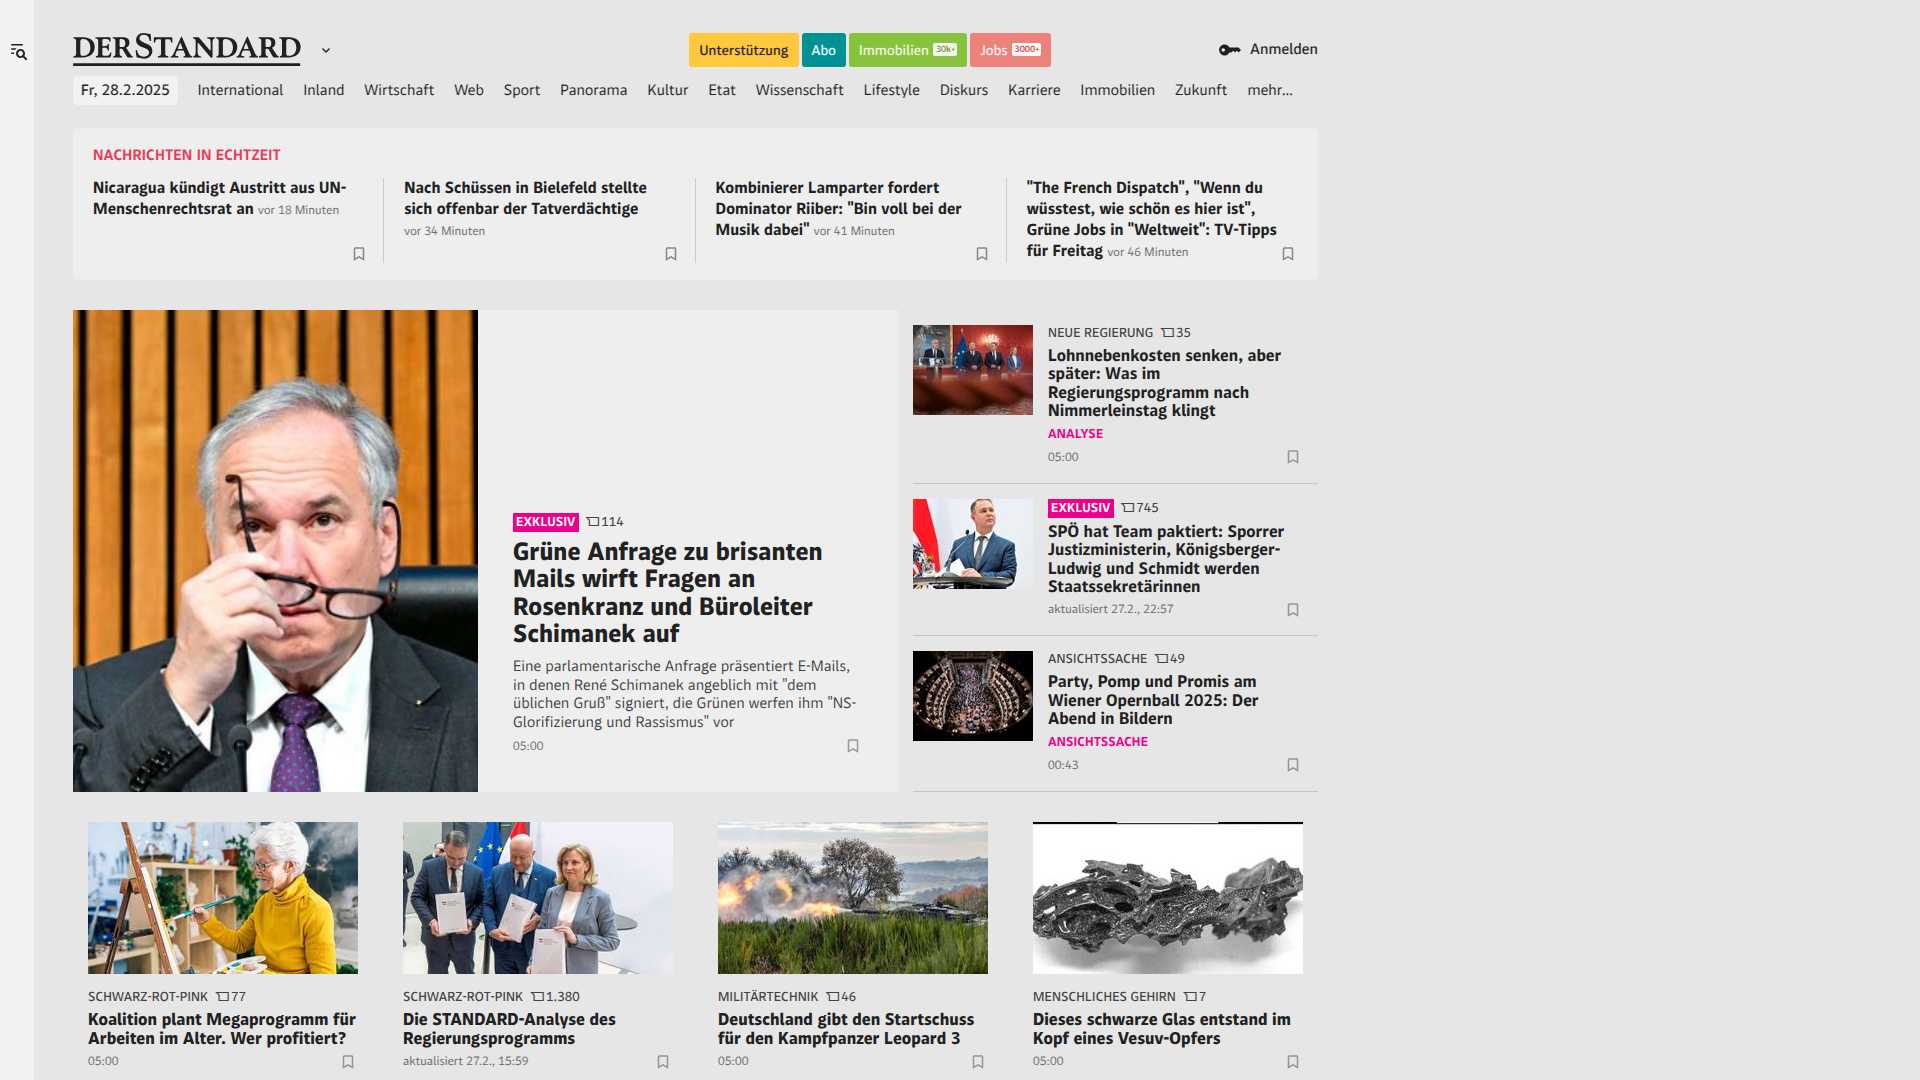 DERSTANDARD
Unterstützung
Abo
Immobilien 30k+
Jobs 3000+
Anmelden
Fr, 28.2.2025
International
Inland
Wirtschaft
Web
Sport
Panorama
Kultur
Etat
Wissenschaft
Lifestyle
Diskurs
Karriere
Immobilien
Zukunft
mehr...
NACHRICHTEN IN ECHTZEIT
Nicaragua kündigt Austritt aus UN-
Menschenrechtsrat an vor 18 Minuten
Nach Schüssen in Bielefeld stellte
sich offenbar der Tatverdächtige
vor 34 Minuten
Kombinierer Lamparter fordert
Dominator Riiber: "Bin voll bei der
Musik dabei" vor 41 Minuten
"The French Dispatch", "Wenn du
wüsstest, wie schön es hier ist",
Grüne Jobs in "Weltweit": TV-Tipps
für Freitag vor 46 Minuten
EXKLUSIV 114
Grüne Anfrage zu brisanten
Mails wirft Fragen an
Rosenkranz und Büroleiter
Schimanek auf
Eine parlamentarische Anfrage präsentiert E-Mails,
in denen René Schimanek angeblich mit "dem
üblichen Gruß" signiert, die Grünen werfen ihm "NS-
Glorifizierung und Rassismus" vor
05:00
NEUE REGIERUNG 35
Lohnnebenkosten senken, aber
später: Was im
Regierungsprogramm nach
Nimmerleinstag klingt
ANALYSE
05:00
EXKLUSIV 745
SPÖ hat Team paktiert: Sporrer
Justizministerin, Königsberger-
Ludwig und Schmidt werden
Staatssekretärinnen
aktualisiert 27.2., 22:57
ANSICHTSSACHE 49
Party, Pomp und Promis am
Wiener Opernball 2025: Der
Abend in Bildern
ANSICHTSSACHE
00:43
SCHWARZ-ROT-PINK 77
Koalition plant Megaprogramm für
Arbeiten im Alter. Wer profitiert?
05:00
SCHWARZ-ROT-PINK 1.380
Die STANDARD-Analyse des
Regierungsprogramms
aktualisiert 27.2., 15:59
MILITÄRTECHNIK 46
Deutschland gibt den Startschuss
für den Kampfpanzer Leopard 3
05:00
MENSCHLICHES GEHIRN 7
Dieses schwarze Glas entstand im
Kopf eines Vesuv-Opfers
05:00